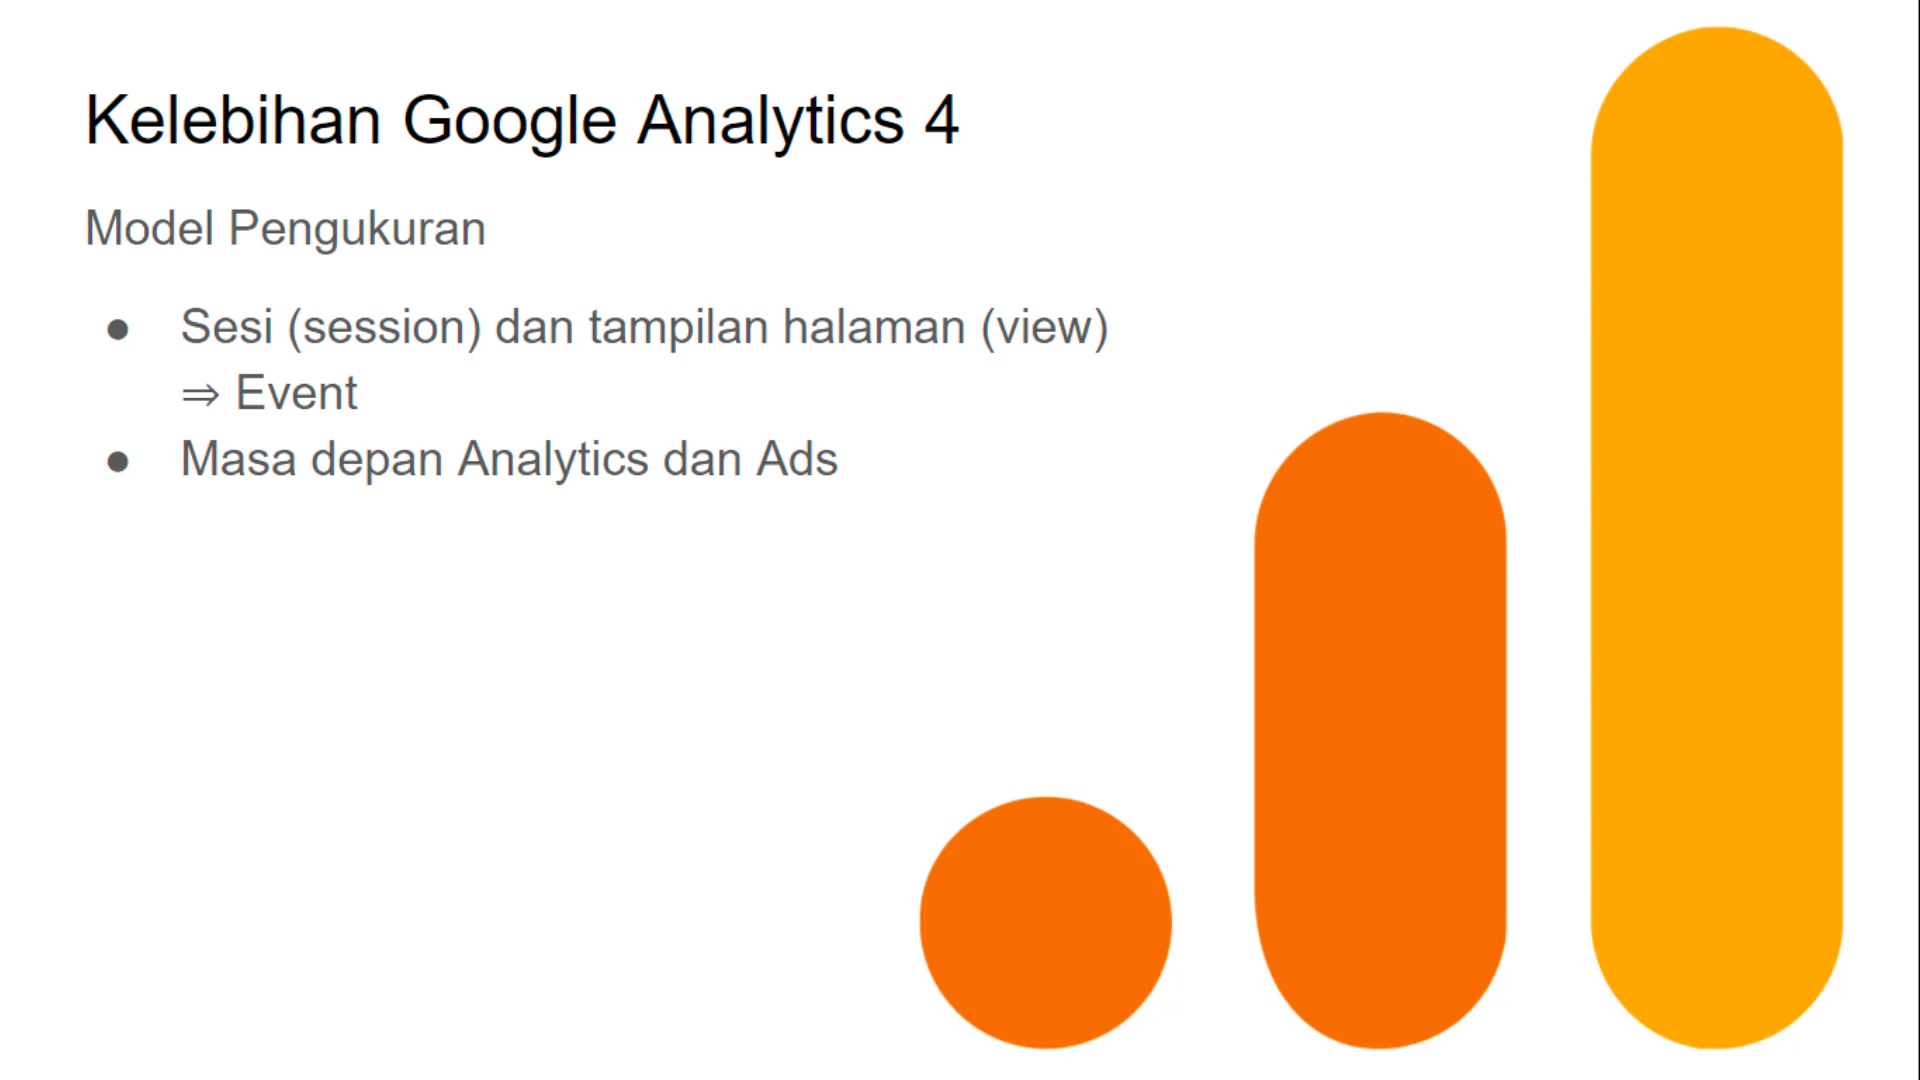 Kelebihan Google Analytics 4
Model Pengukuran
● Sesi (session) dan tampilan halaman (view)
⇒ Event
● Masa depan Analytics dan Ads